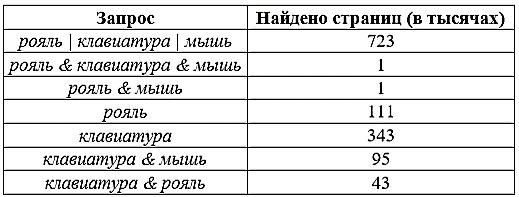 Запрос Найдено страниц (в тысячах)
рояль | клавиатура | мышь 723
рояль & клавиатура & мышь 1
рояль & мышь 1
рояль 111
клавиатура 343
клавиатура & мышь 95
клавиатура & рояль 43